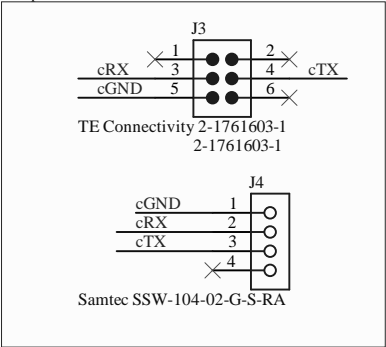 J3
1 2
cRX 3 4 cTX
cGND 5 6
TE Connectivity 2-1761603-1
2-1761603-1
J4
cGND 1
cRX 2
cTX 3
4
Samtec SSW-104-02-G-S-RA